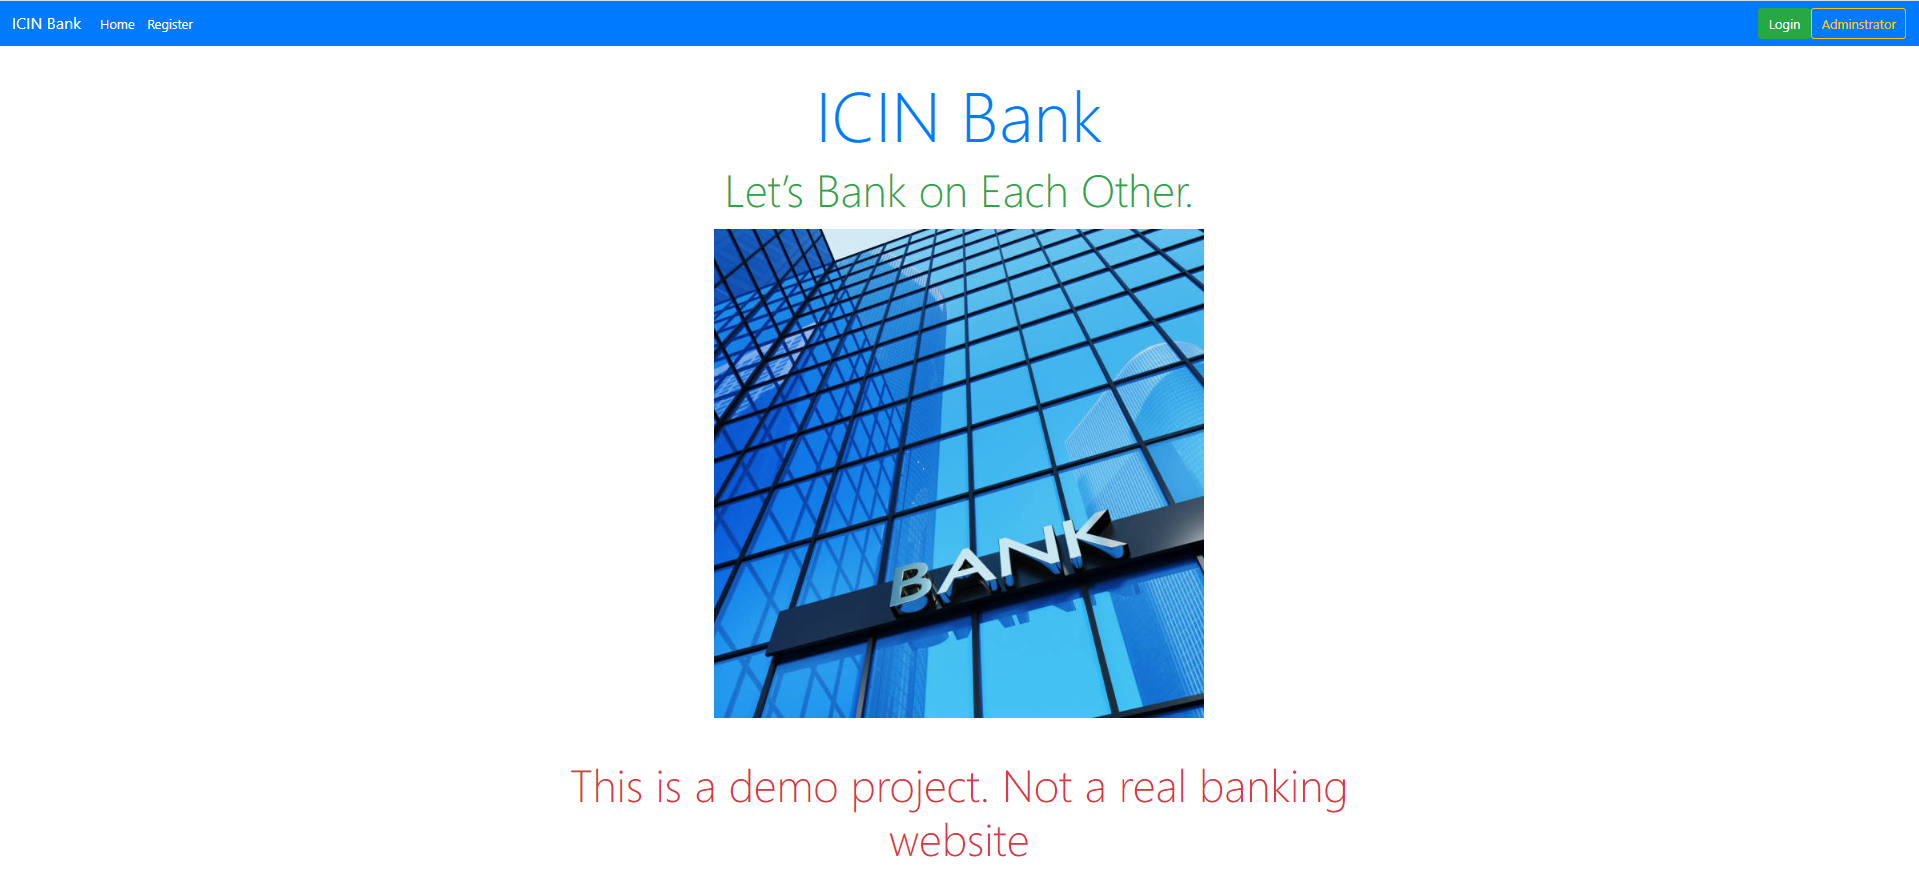 ICIN Bank Home Register Login Adminstrator
ICIN Bank
Let’s Bank on Each Other.
BANK
This is a demo project. Not a real banking
website